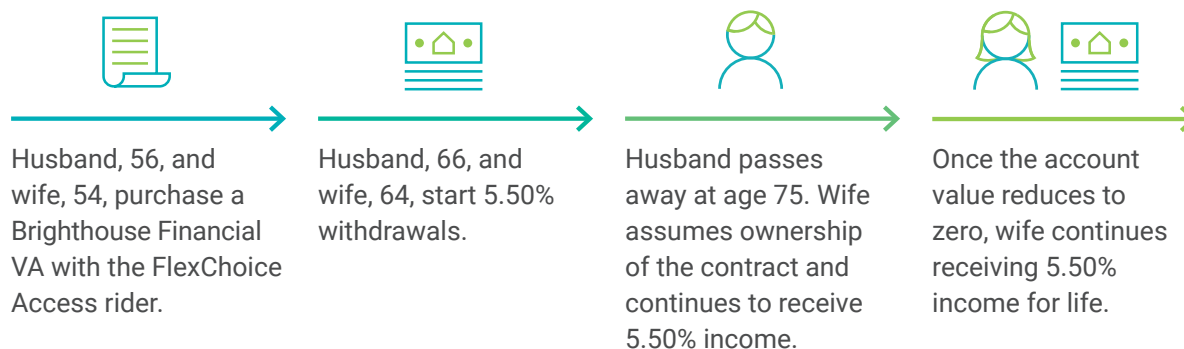 Husband, 56, and
wife, 54, purchase a
Brighthouse Financial
VA with the FlexChoice
Access rider.
Husband, 66, and
wife, 64, start 5.50%
withdrawals.
Husband passes
away at age 75. Wife
assumes ownership
of the contract and
continues to receive
5.50% income.
Once the account
value reduces to
zero, wife continues
receiving 5.50%
income for life.